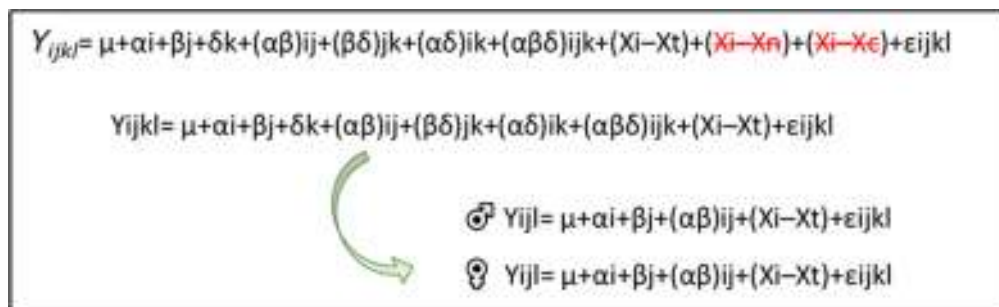 Yijkl= μ+αi+βj+δk+(αβ)ij+(βδ)jk+(αδ)ik+(αβδ)ijk+(Xi–Xt)+(Xi–Xn)+(Xi–Xc)+εijkl
Yijkl= μ+αi+βj+δk+(αβ)ij+(βδ)jk+(αδ)ik+(αβδ)ijk+(Xi–Xt)+εijkl
Yijl= μ+αi+βj+(αβ)ij+(Xi–Xt)+εijkl
Yijl= μ+αi+βj+(αβ)ij+(Xi–Xt)+εijkl